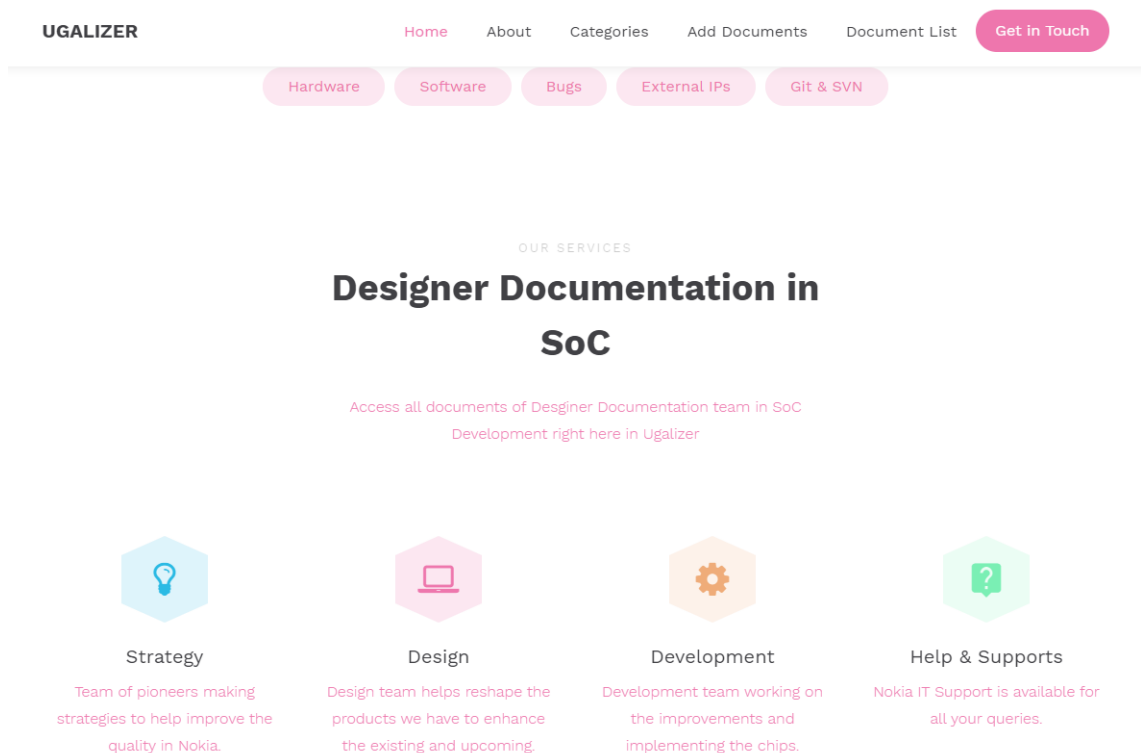 UGALIZER
Home
About
Categories
Add Documents
Document List
Get in Touch
Hardware
Software
Bugs
External IPs
Git & SVN
OUR SERVICES
Designer Documentation in
SoC
Access all documents of Desginer Documentation team in SoC
Development right here in Ugalizer
Strategy
Team of pioneers making
strategies to help improve the
quality in Nokia.
Design
Design team helps reshape the
products we have to enhance
the existing and upcoming.
Development
Development team working on
the improvements and
implementing the chips.
Help & Supports
Nokia IT Support is available for
all your queries.